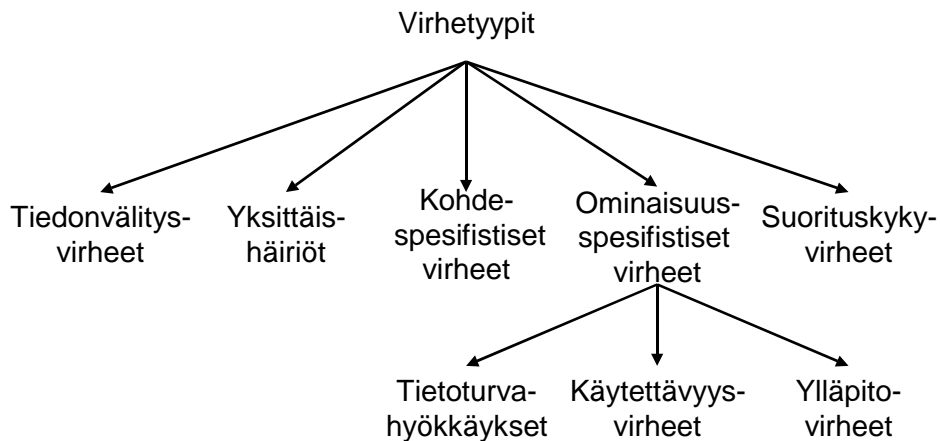 Virhetyypit
Tiedonvälitys-
virheet
Yksittäis-
häiriöt
Kohde-
spesifistiset
virheet
Ominaisuus-
spesifistiset
virheet
Suorituskyky-
virheet
Tietoturva-
hyökkäykset
Käytettävyys-
virheet
Ylläpito-
virheet